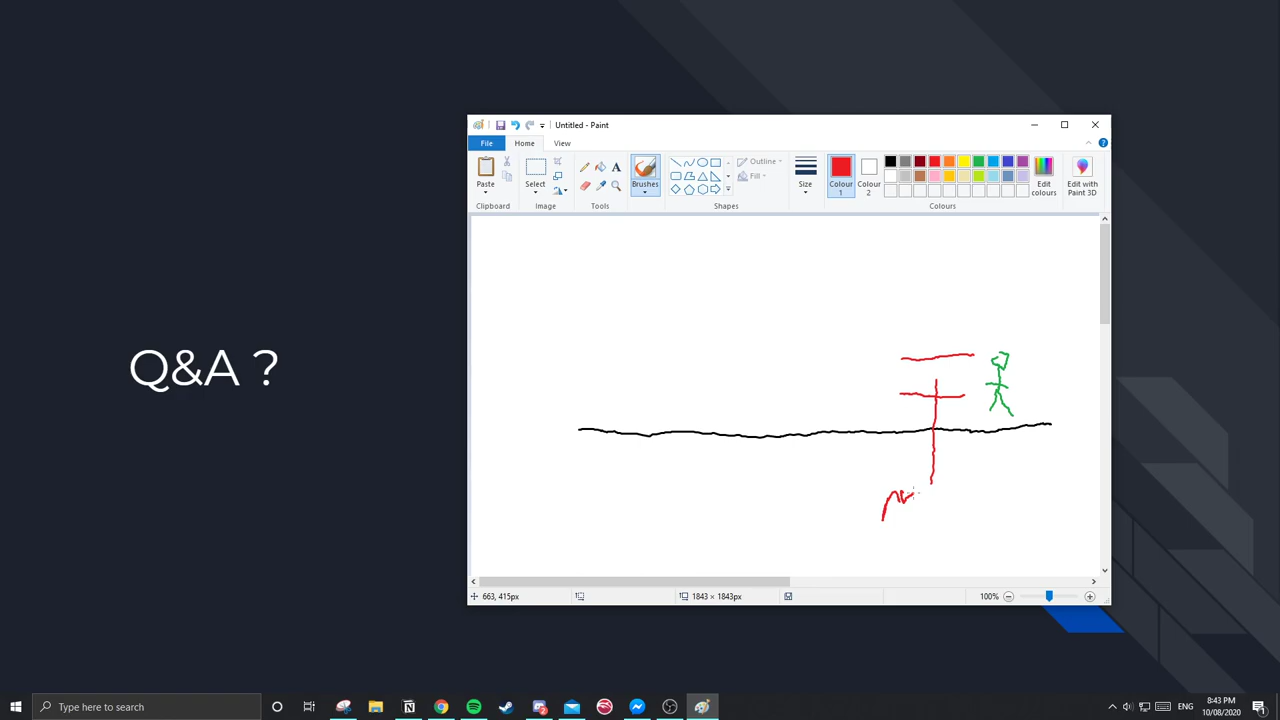 Untitled - Paint
File
Home
View
Paste
Clipboard
Select
Image
Tools
Brushes
Shapes
Outline
Fill
Size
Colour
1
Colour
2
Edit
colours
Colours
Edit with
Paint 3D
Q&A ?
663, 415px
1843 × 1843px
100%
Type here to search
ENG
8:43 PM
10/08/2020